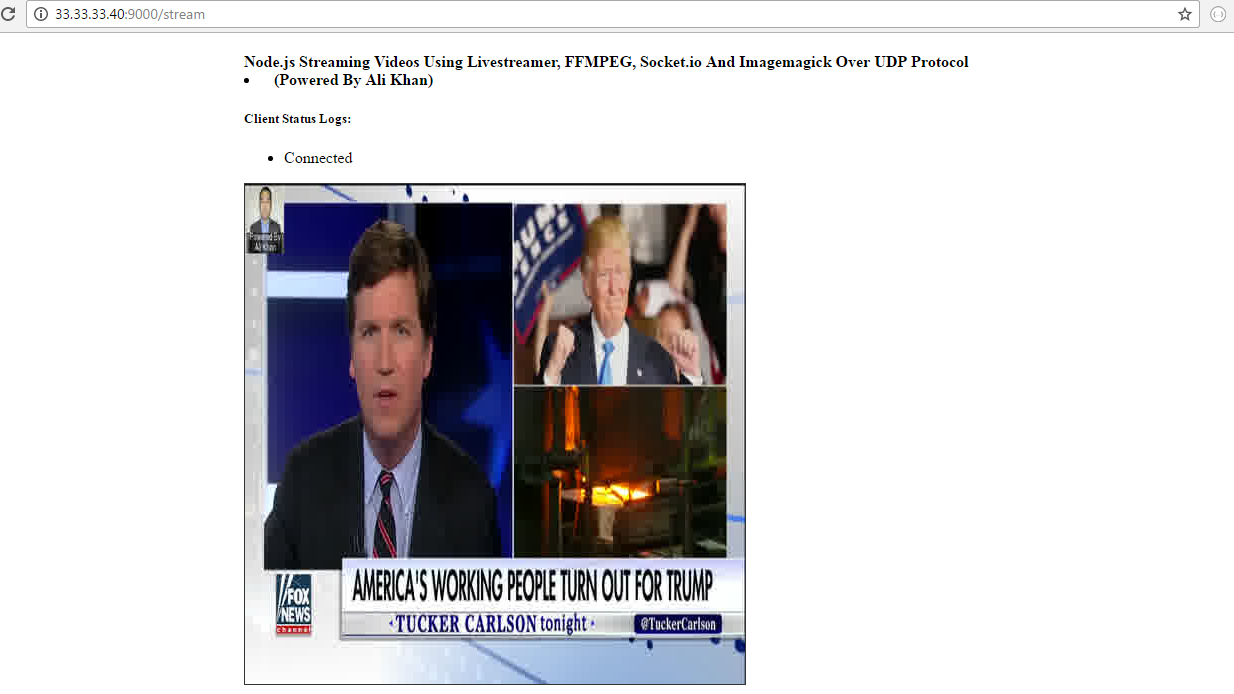 33.33.33.40:9000/stream
Node.js Streaming Videos Using Livestreamer, FFMPEG, Socket.io And Imagemagick Over UDP Protocol
(Powered By Ali Khan)
Client Status Logs:
Connected
Powered By
Ali Khan
FOX
NEWS
channel
AMERICA'S WORKING PEOPLE TURN OUT FOR TRUMP
TUCKER CARLSON tonight
@TuckerCarlson